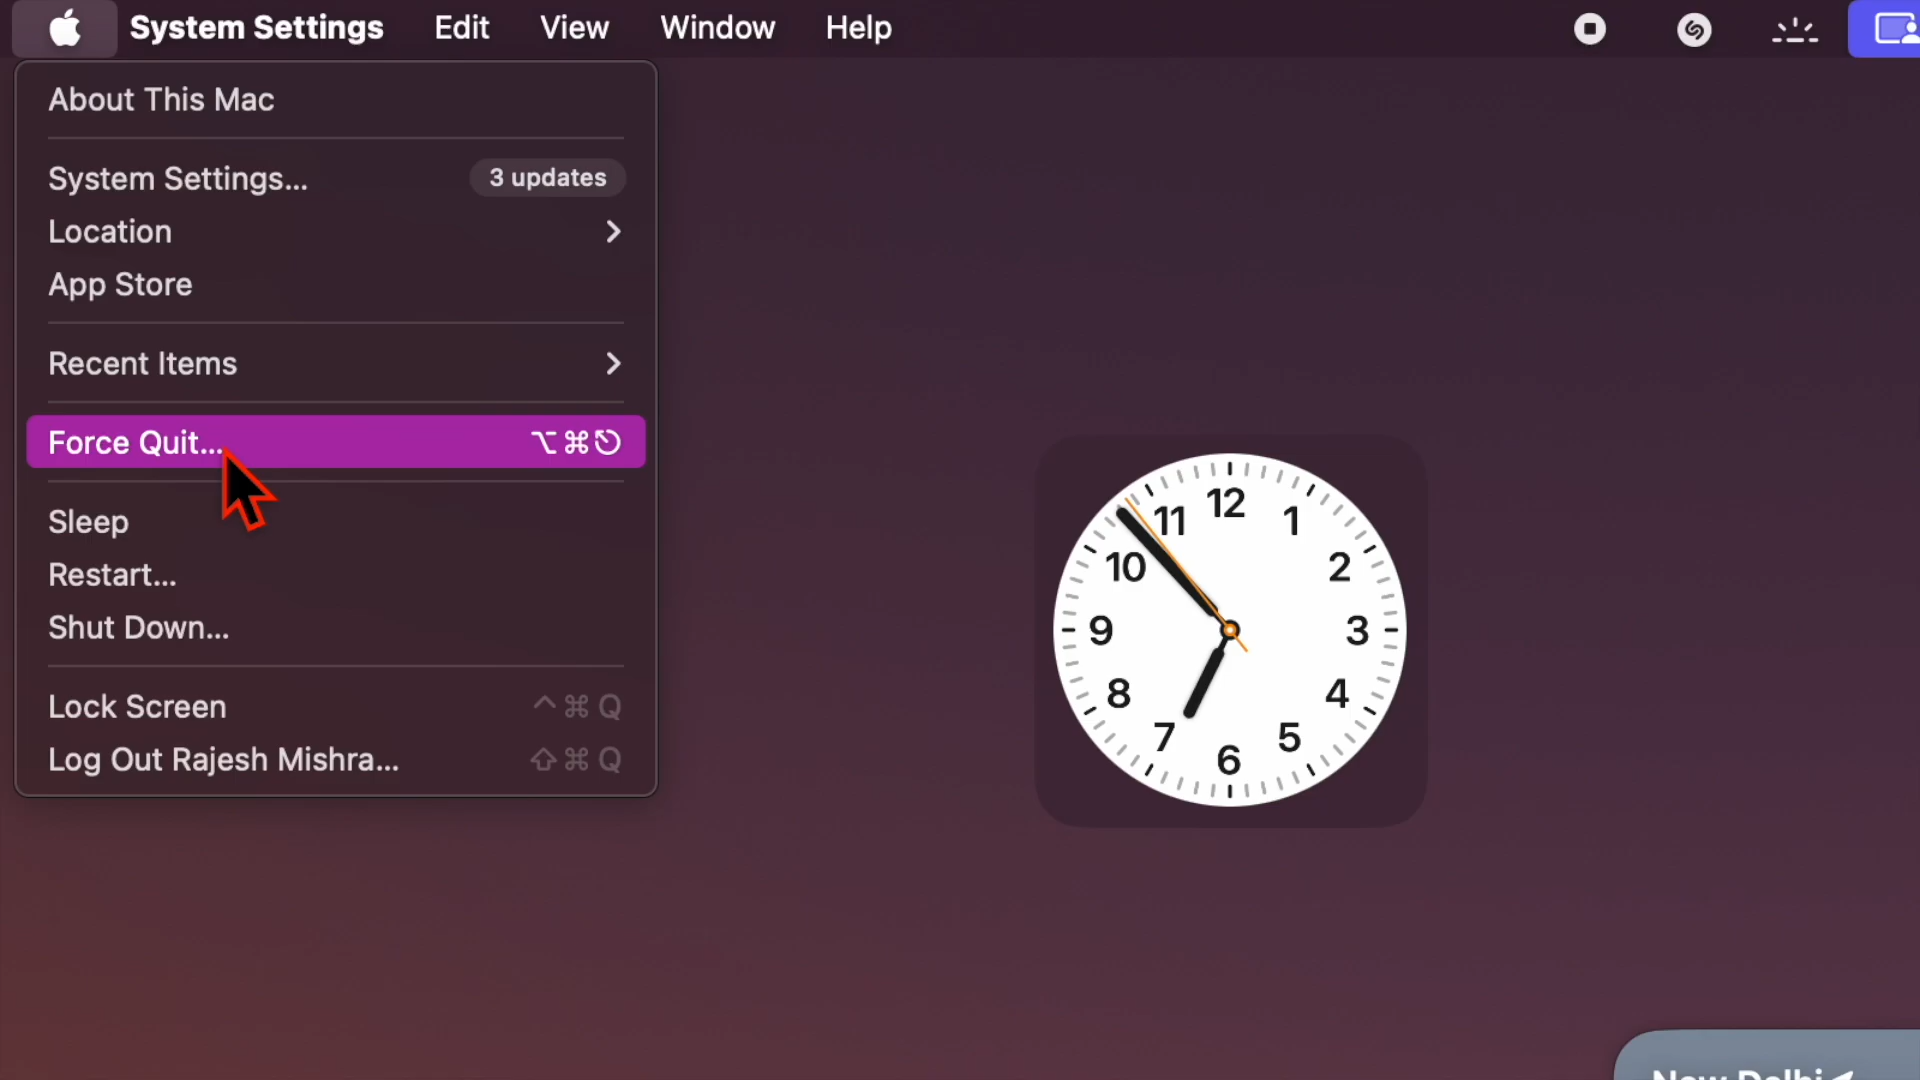 System Settings Edit View Window Help
About This Mac
System Settings... 3 updates
Location
App Store
Recent Items
Force Quit... ⌥⌘⎋
Sleep
Restart...
Shut Down...
Lock Screen ^⌘Q
Log Out Rajesh Mishra... ⇧⌘Q
12
11 1
10 2
9 3
8 4
7 5
6
New Delhi